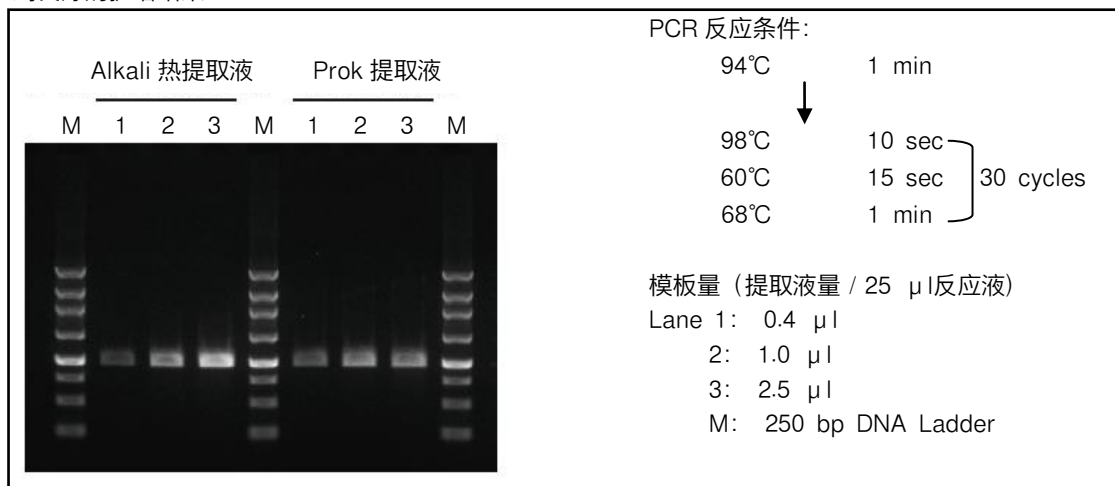 Alkali 热提取液 Prok 提取液
M 1 2 3 M 1 2 3 M
PCR 反应条件:
94℃ 1 min
98℃ 10 sec
60℃ 15 sec 30 cycles
68℃ 1 min
模板量（提取液量 / 25 μl反应液）
Lane 1: 0.4 μl
2: 1.0 μl
3: 2.5 μl
M: 250 bp DNA Ladder